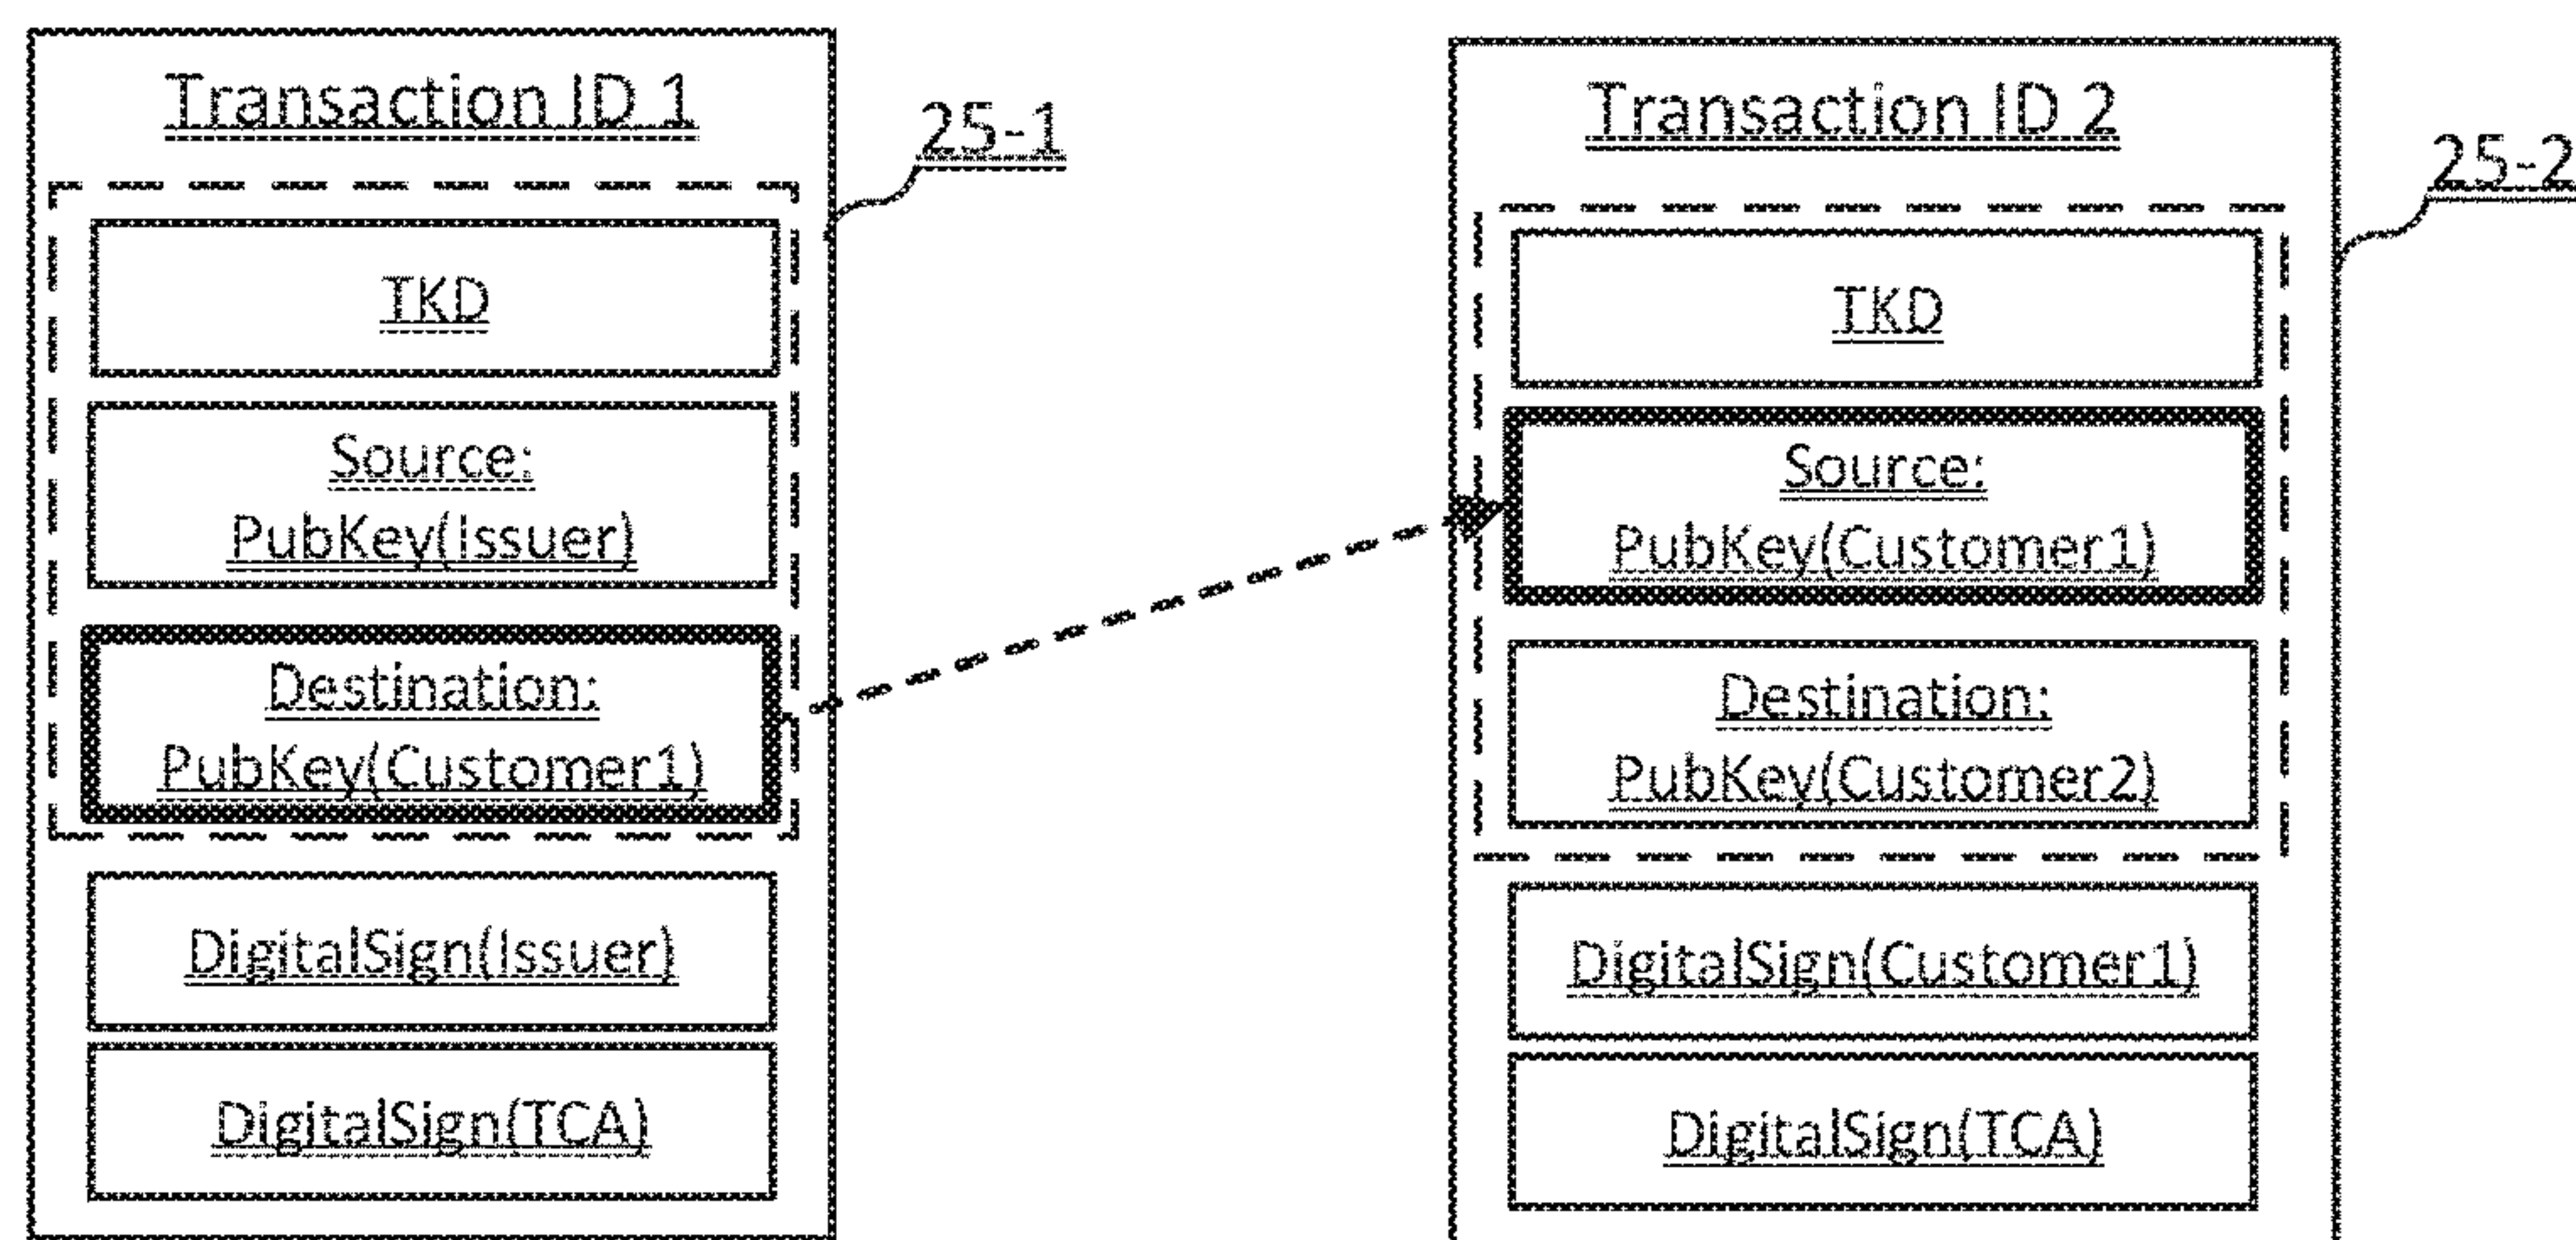 Transaction ID 1
25-1
TKD
Source:
PubKey(Issuer)
Destination:
PubKey(Customer1)
DigitalSign(Issuer)
DigitalSign(TCA)
Transaction ID 2
25-2
TKD
Source:
PubKey(Customer1)
Destination:
PubKey(Customer2)
DigitalSign(Customer1)
DigitalSign(TCA)